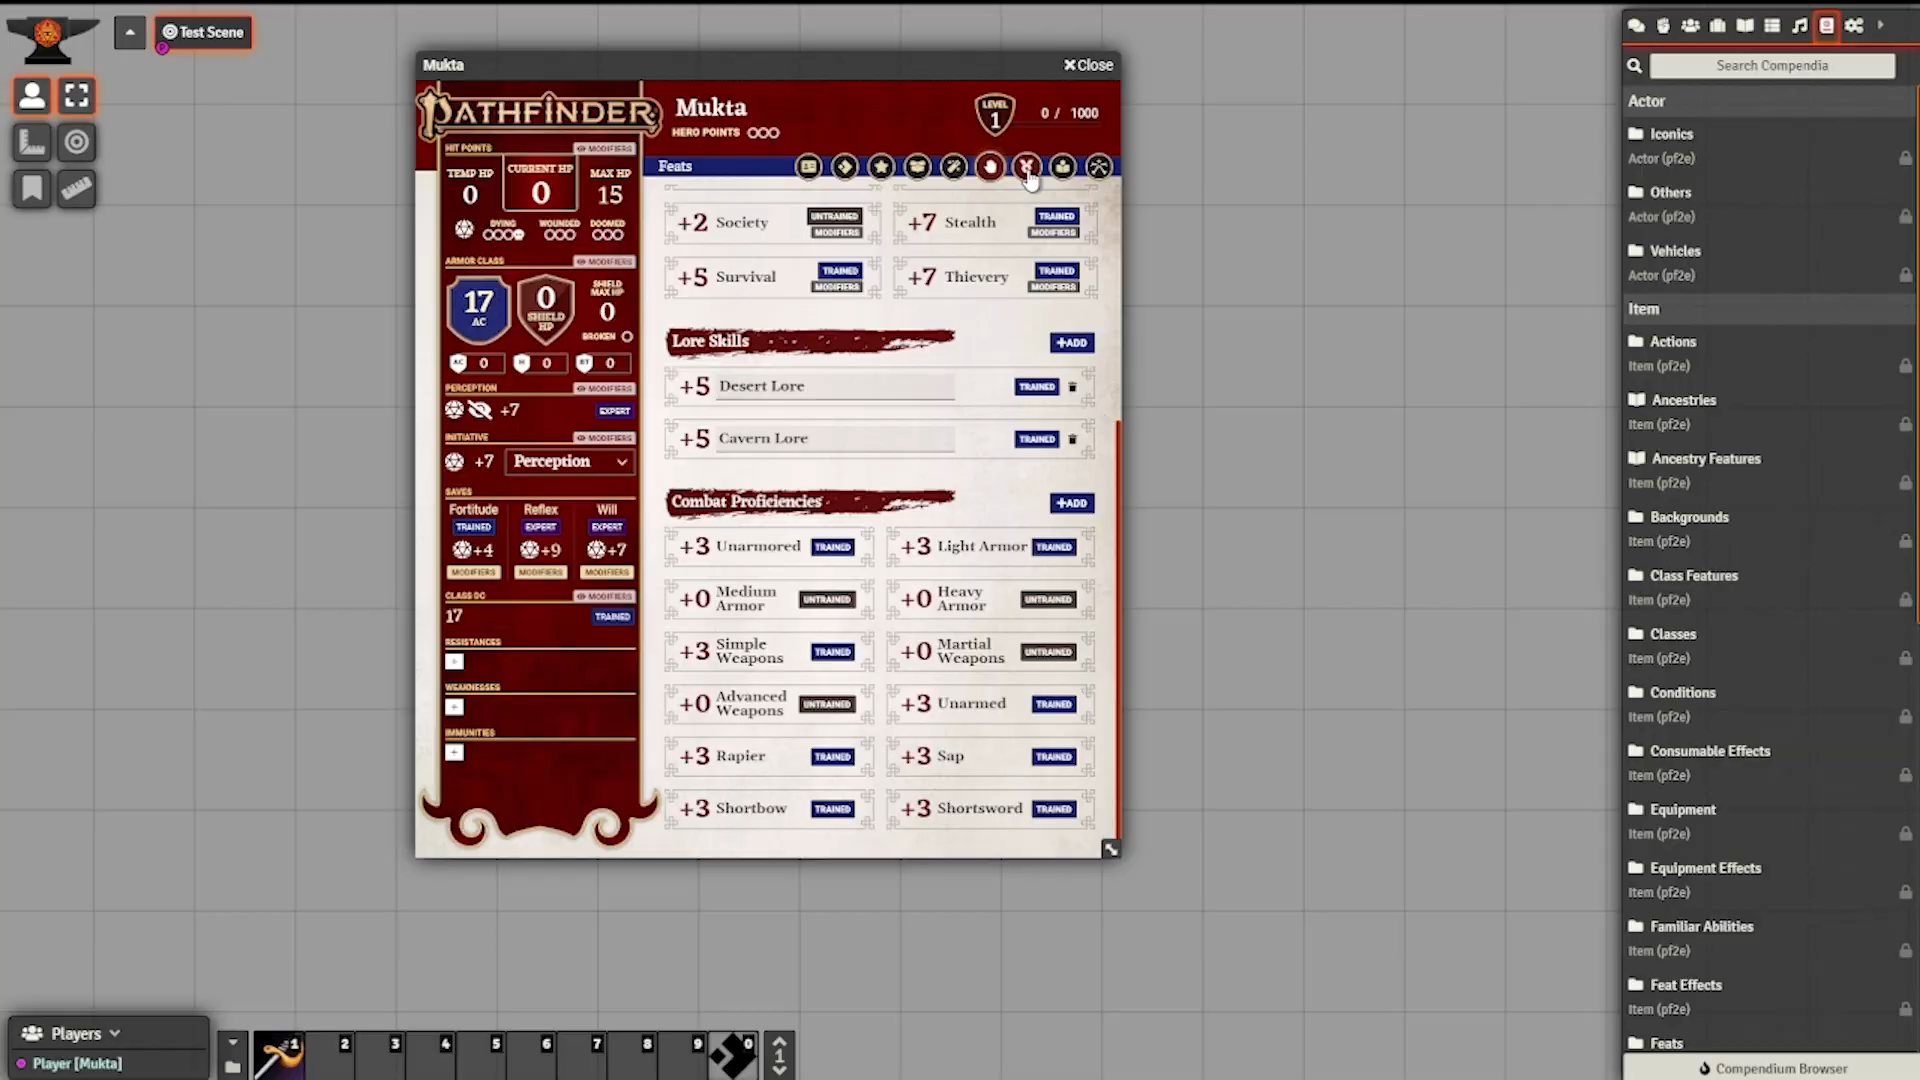 Test Scene
Mukta
Close
PATHFINDER
Mukta
HERO POINTS
LEVEL
1
0 / 1000
Feats
HIT POINTS
MODIFIERS
TEMP HP
0
CURRENT HP
0
MAX HP
15
DYING
WOUNDED
DOOMED
ARMOR CLASS
MODIFIERS
17
AC
0
SHIELD
HP
SHIELD
MAX HP
0
BROKEN
AC 0
H 0
BT 0
PERCEPTION
MODIFIERS
+7
EXPERT
INITIATIVE
MODIFIERS
+7
Perception
SAVES
Fortitude
Reflex
Will
TRAINED
EXPERT
EXPERT
+4
+9
+7
MODIFIERS
MODIFIERS
MODIFIERS
CLASS DC
MODIFIERS
17
TRAINED
RESISTANCES
+
WEAKNESSES
+
IMMUNITIES
+
+2 Society
UNTRAINED
MODIFIERS
+7 Stealth
TRAINED
MODIFIERS
+5 Survival
TRAINED
MODIFIERS
+7 Thievery
TRAINED
MODIFIERS
Lore Skills
+ADD
+5 Desert Lore
TRAINED
+5 Cavern Lore
TRAINED
Combat Proficiencies
+ADD
+3 Unarmored TRAINED
+3 Light Armor TRAINED
+0 Medium
Armor
UNTRAINED
+0 Heavy
Armor
UNTRAINED
+3 Simple
Weapons
TRAINED
+0 Martial
Weapons
UNTRAINED
+0 Advanced
Weapons
UNTRAINED
+3 Unarmed TRAINED
+3 Rapier TRAINED
+3 Sap TRAINED
+3 Shortbow TRAINED
+3 Shortsword TRAINED
Search Compendia
Actor
Iconics
Actor (pf2e)
Others
Actor (pf2e)
Vehicles
Actor (pf2e)
Item
Actions
Item (pf2e)
Ancestries
Item (pf2e)
Ancestry Features
Item (pf2e)
Backgrounds
Item (pf2e)
Class Features
Item (pf2e)
Classes
Item (pf2e)
Conditions
Item (pf2e)
Consumable Effects
Item (pf2e)
Equipment
Item (pf2e)
Equipment Effects
Item (pf2e)
Familiar Abilities
Item (pf2e)
Feat Effects
Item (pf2e)
Feats
Compendium Browser
Players
Player [Mukta]
1 2 3 4 5 6 7 8 9 0
1
P